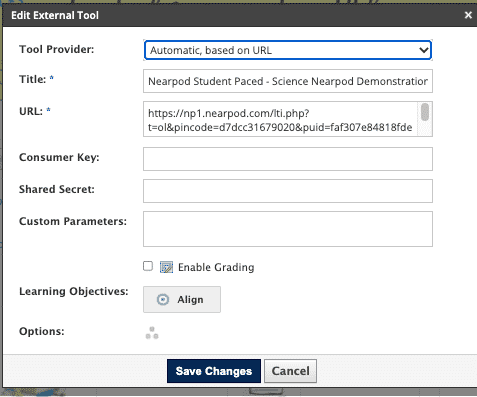 Edit External Tool ×
Tool Provider: Automatic, based on URL
Title: * Nearpod Student Paced - Science Nearpod Demonstration
URL: * https://np1.nearpod.com/lti.php?
t=ol&pincode=d7dcc31679020&puid=faf307e84818fde
Consumer Key:
Shared Secret:
Custom Parameters:
Enable Grading
Learning Objectives: Align
Options:
Save Changes Cancel